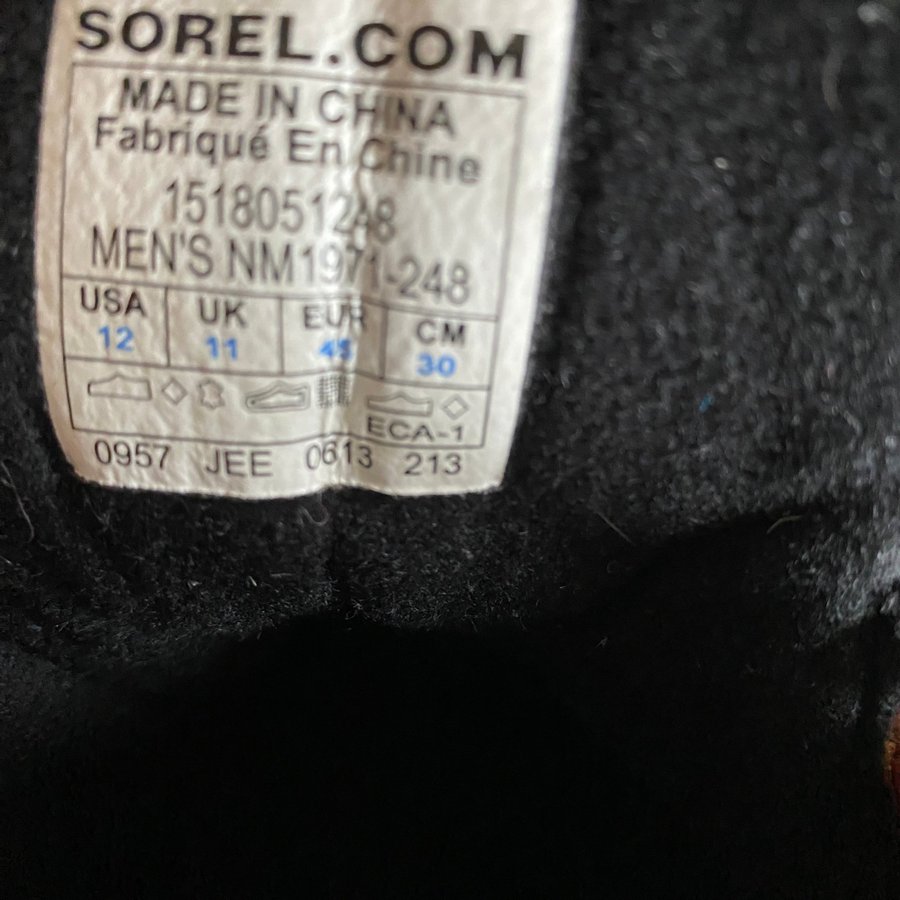 SOREL.COM
MADE IN CHINA
Fabriqué En Chine
1518051248
MEN'S NM1971-248
USA UK EUR CM
12 11 45 30
ECA-1
0957 JEE 0613 213